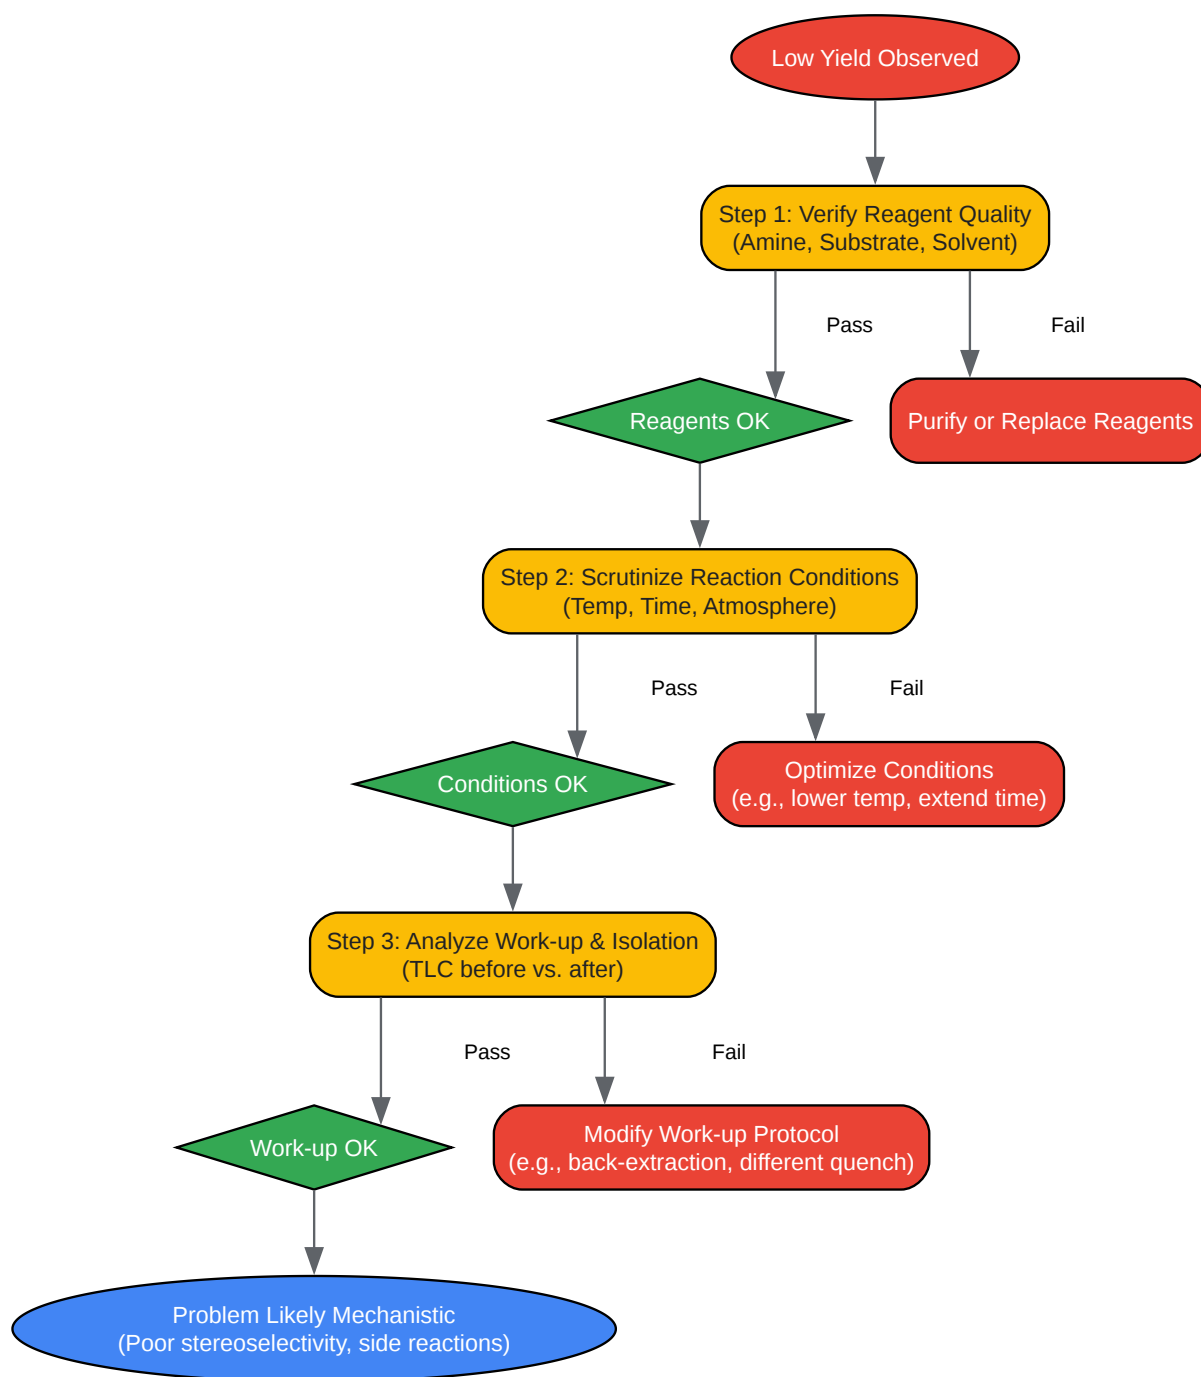 Low Yield Observed
Step 1: Verify Reagent Quality
(Amine, Substrate, Solvent)
Pass
Fail
Reagents OK
Purify or Replace Reagents
Step 2: Scrutinize Reaction Conditions
(Temp, Time, Atmosphere)
Pass
Fail
Conditions OK
Optimize Conditions
(e.g., lower temp, extend time)
Step 3: Analyze Work-up & Isolation
(TLC before vs. after)
Pass
Fail
Work-up OK
Modify Work-up Protocol
(e.g., back-extraction, different quench)
Problem Likely Mechanistic
(Poor stereoselectivity, side reactions)